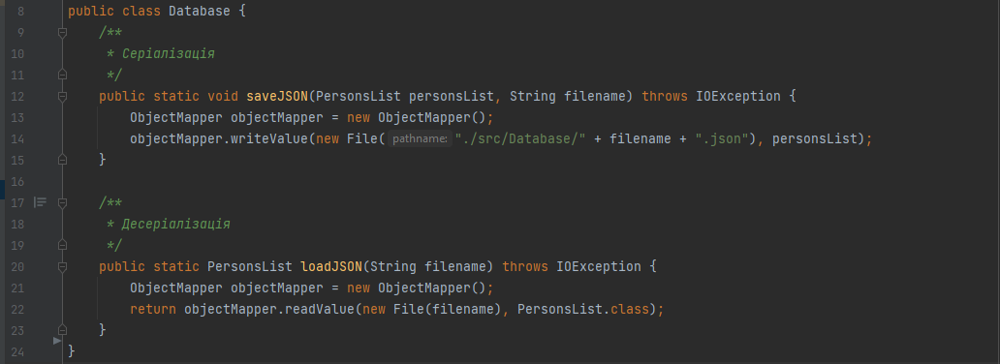 8 public class Database {
9 /**
10 * Серіалізація
11 */
12 public static void saveJSON(PersonsList personsList, String filename) throws IOException {
13 ObjectMapper objectMapper = new ObjectMapper();
14 objectMapper.writeValue(new File( pathname: "./src/Database/" + filename + ".json"), personsList);
15 }
16
17 /**
18 * Десеріалізація
19 */
20 public static PersonsList loadJSON(String filename) throws IOException {
21 ObjectMapper objectMapper = new ObjectMapper();
22 return objectMapper.readValue(new File(filename), PersonsList.class);
23 }
24 }